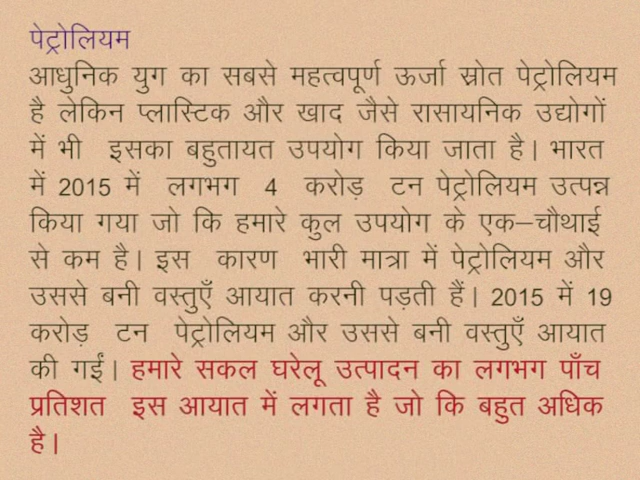 पेट्रोलियम
आधुनिक युग का सबसे महत्वपूर्ण ऊर्जा स्रोत पेट्रोलियम
है लेकिन प्लास्टिक और खाद जैसे रासायनिक उद्योगों
में भी इसका बहुतायत उपयोग किया जाता है। भारत
में 2015 में लगभग 4 करोड़ टन पेट्रोलियम उत्पन्न
किया गया जो कि हमारे कुल उपयोग के एक–चौथाई
से कम है। इस कारण भारी मात्रा में पेट्रोलियम और
उससे बनी वस्तुएँ आयात करनी पड़ती हैं। 2015 में 19
करोड़ टन पेट्रोलियम और उससे बनी वस्तुएँ आयात
की गईं। हमारे सकल घरेलू उत्पादन का लगभग पाँच
प्रतिशत इस आयात में लगता है जो कि बहुत अधिक
है।